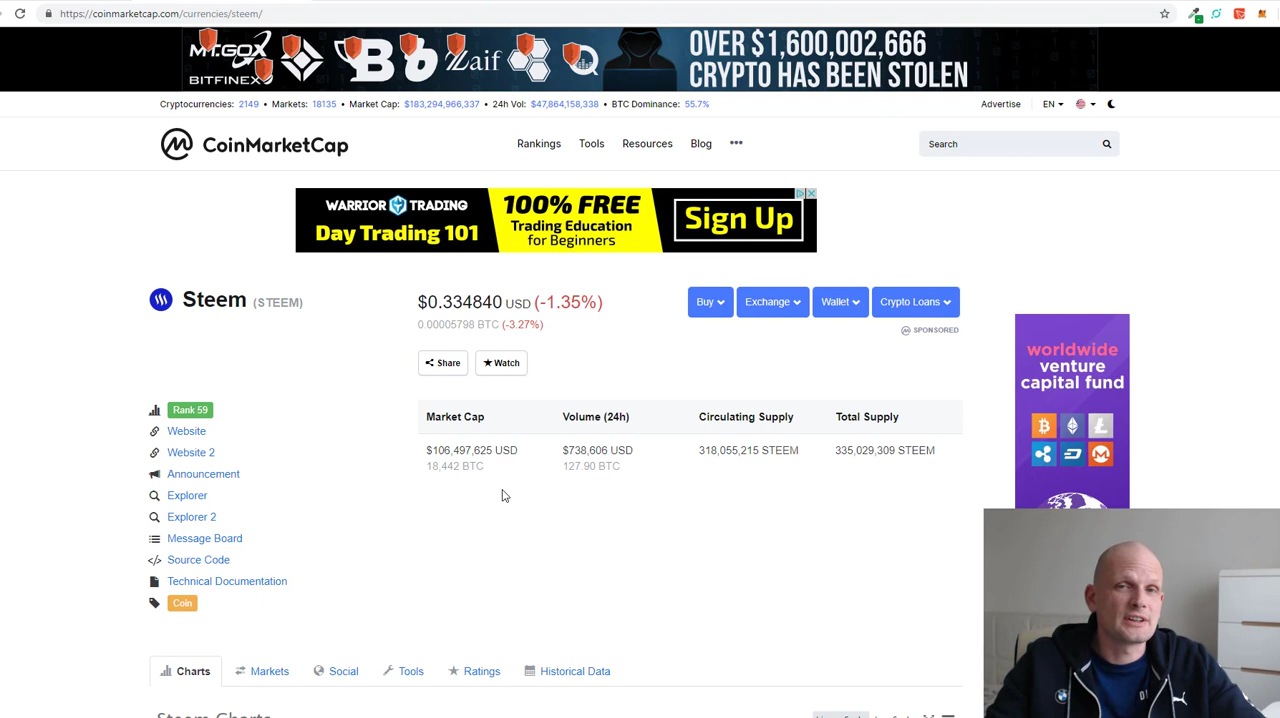 https://coinmarketcap.com/currencies/steem/
MT.GOX
BITFINEX
Zaif
OVER $1,600,002,666
CRYPTO HAS BEEN STOLEN
Cryptocurrencies: 2149 • Markets: 18135 • Market Cap: $183,294,966,337 • 24h Vol: $47,864,158,338 • BTC Dominance: 55.7%
Advertise EN
CoinMarketCap
Rankings Tools Resources Blog •••
Search
WARRIOR TRADING
Day Trading 101
100% FREE
Trading Education
for Beginners
Sign Up
Steem (STEEM)
$0.334840 USD (-1.35%)
0.00005798 BTC (-3.27%)
Buy Exchange Wallet Crypto Loans
SPONSORED
Share Watch
Rank 59
Website
Website 2
Announcement
Explorer
Explorer 2
Message Board
Source Code
Technical Documentation
Coin
Market Cap Volume (24h) Circulating Supply Total Supply
$106,497,625 USD $738,606 USD 318,055,215 STEEM 335,029,309 STEEM
18,442 BTC 127.90 BTC
worldwide
venture
capital fund
Charts Markets Social Tools Ratings Historical Data
Steem Charts